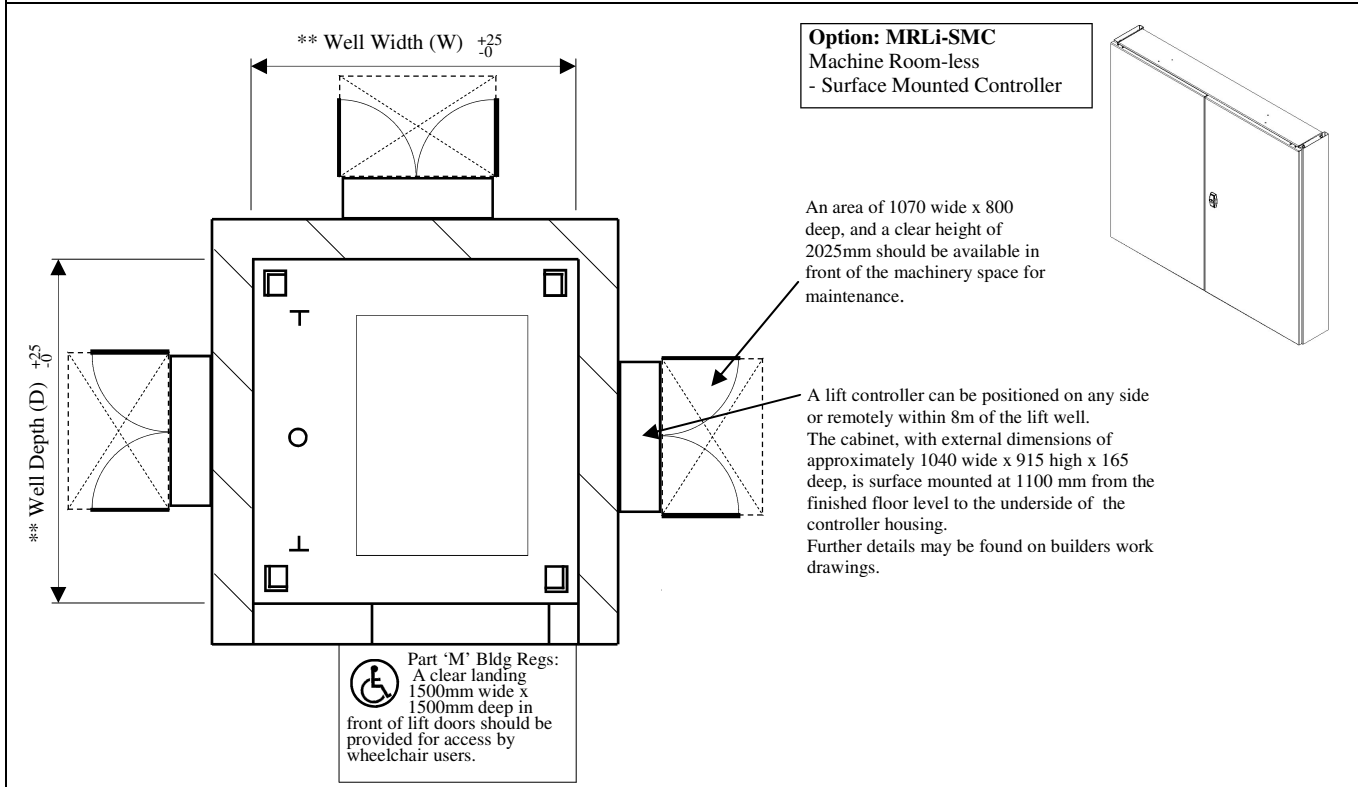 ** Well Width (W) +25
-0
Option: MRLi-SMC
Machine Room-less
- Surface Mounted Controller
An area of 1070 wide x 800
deep, and a clear height of
2025mm should be available in
front of the machinery space for
maintenance.
** Well Depth (D) +25
-0
A lift controller can be positioned on any side
or remotely within 8m of the lift well.
The cabinet, with external dimensions of
approximately 1040 wide x 915 high x 165
deep, is surface mounted at 1100 mm from the
finished floor level to the underside of the
controller housing.
Further details may be found on builders work
drawings.
Part ‘M’ Bldg Regs:
A clear landing
1500mm wide x
1500mm deep in
front of lift doors should be
provided for access by
wheelchair users.